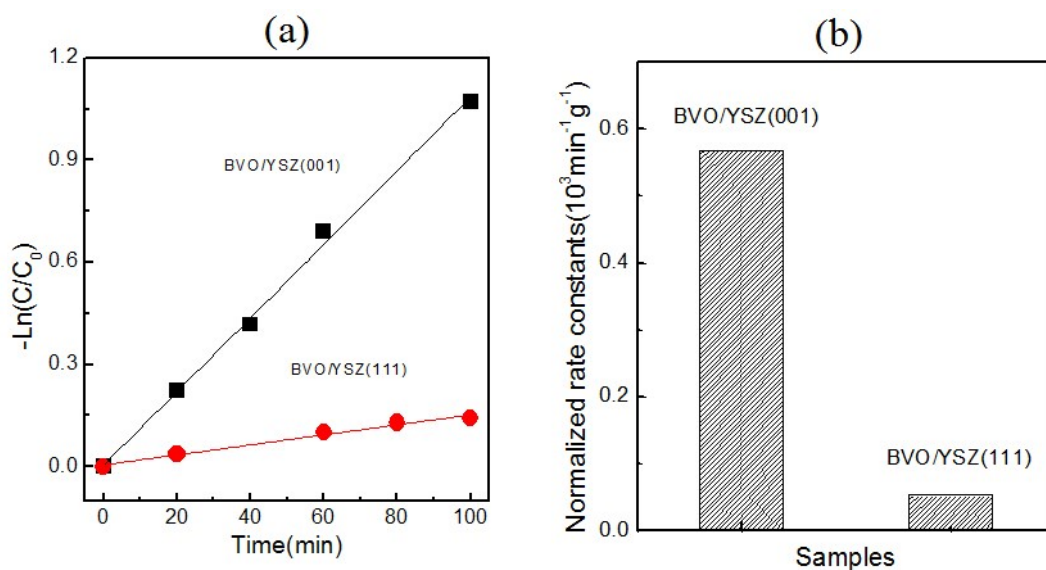 (a)
-Ln(C/C₀)
1.2
0.9
0.6
0.3
0.0
BVO/YSZ(001)
BVO/YSZ(111)
0 20 40 60 80 100
Time(min)
(b)
Normalized rate constants(10³min⁻¹g⁻¹)
0.6
0.4
0.2
0.0
BVO/YSZ(001)
BVO/YSZ(111)
Samples